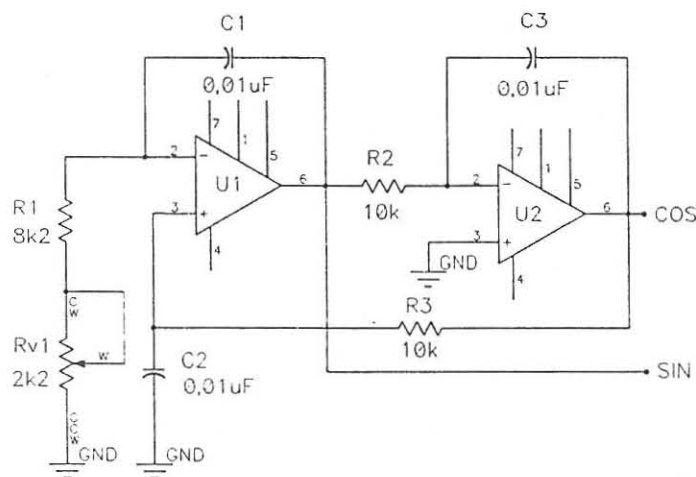 C1
C3
0,01uF
0,01uF
7
1
5
7
1
5
2
−
U1
6
R2
10k
2
−
U2
6
COS
R1
8k2
3
+
4
3
+
4
GND
C
W
R3
10k
Rv1
2k2
W
C2
0,01uF
SIN
C
C
W
GND
GND